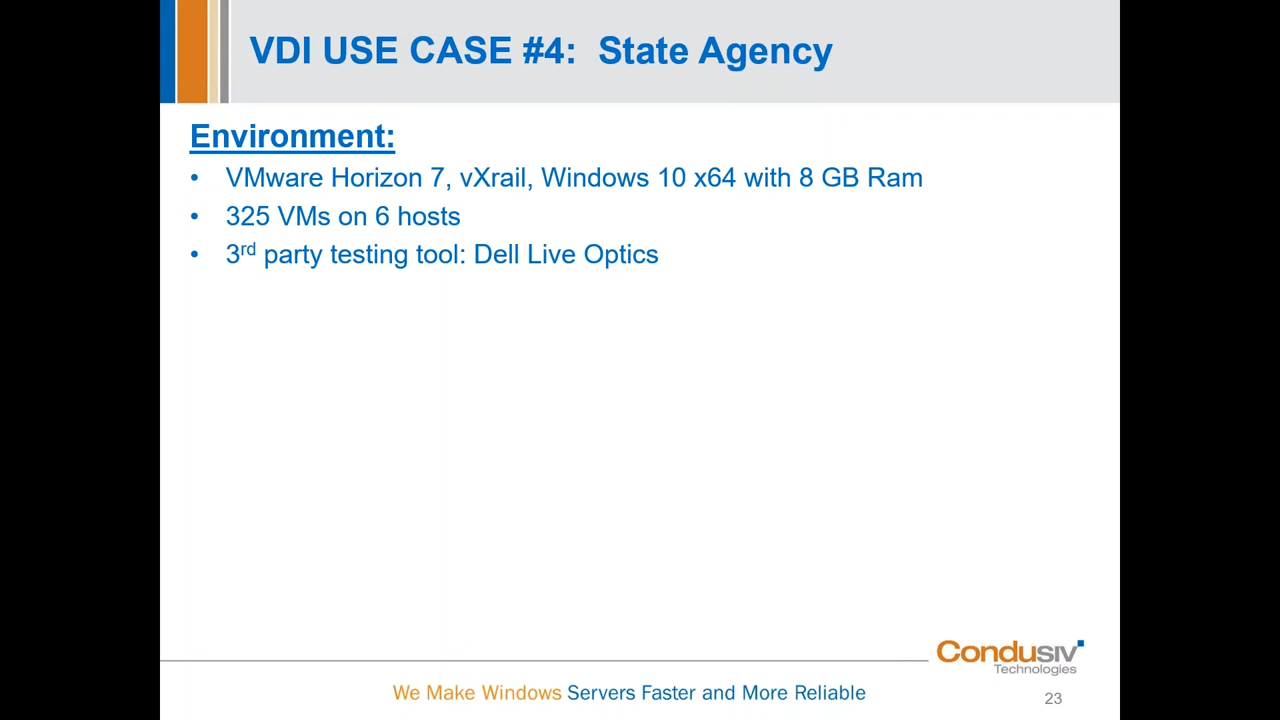 VDI USE CASE #4: State Agency
Environment:
• VMware Horizon 7, vXrail, Windows 10 x64 with 8 GB Ram
• 325 VMs on 6 hosts
• 3rd party testing tool: Dell Live Optics
Condusiv
Technologies
We Make Windows Servers Faster and More Reliable
23